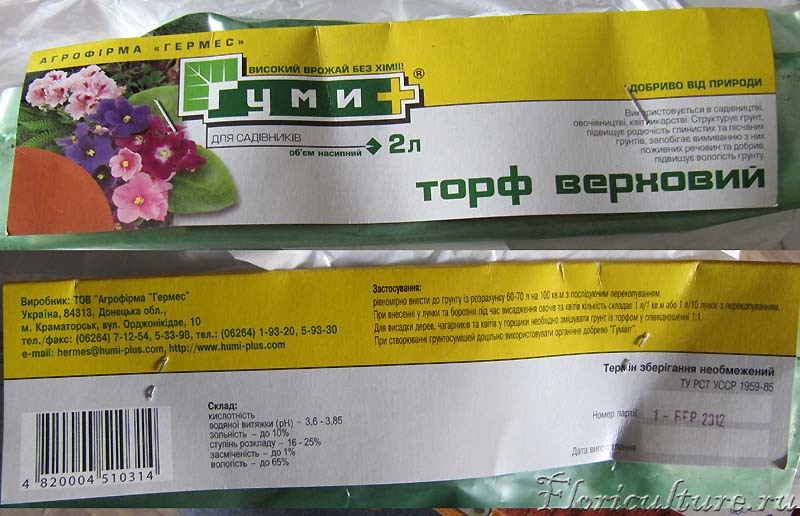 АГРОФІРМА «ГЕРМЕС»
ВИСОКИЙ ВРОЖАЙ БЕЗ ХІМІЇ!
Гуми+®
ДЛЯ САДІВНИКІВ
об'єм насипний → 2л
ДОБРИВО ВІД ПРИРОДИ
Використовується в садівництві,
овочівництві, квітникарстві. Структурує ґрунт,
підвищує родючість глинистих та пісчаних
ґрунтів, запобігає вимиванню з них
поживних речовин та добрив,
підвищує вологість ґрунту.
торф верховий
Виробник: ТОВ "Агрофірма "Гермес"
Україна, 84313, Донецька обл.,
м. Краматорськ, вул. Орджонікідзе, 10
тел./факс: (06264) 7-12-54, 5-33-98, тел.: (06264) 1-93-20, 5-93-30
e-mail: hermes@humi-plus.com, http://www.humi-plus.com
Застосування:
рівномірно внести до ґрунту із розрахунку 60-70 л на 100 кв.м з послідуючим перекопуванням.
При внесенні у лунки та борозни під час висадження овочів та квітів кількість складає 1 л/1 кв.м або 1 л/10 лунок з перекопуванням.
Для висадки дерев, чагарників та квітів у горщики необхідно змішувати ґрунт із торфом у співвідношенні 1:1.
При створюванні ґрунтосумішей доцільно використовувати органічне добриво "Гумівіт".
Термін зберігання необмежений
ТУ РСТ УССР 1959-85
Номер партії 1 - БЕР 2012
Дата виготовлення
Склад:
кислотність
водяної витяжки (pH) – 3,6 - 3,85
зольність – до 10%
ступінь розкладу – 16 - 25%
засміченість – до 1%
вологість – до 65%
4 820004 510314
Floriculture.ru